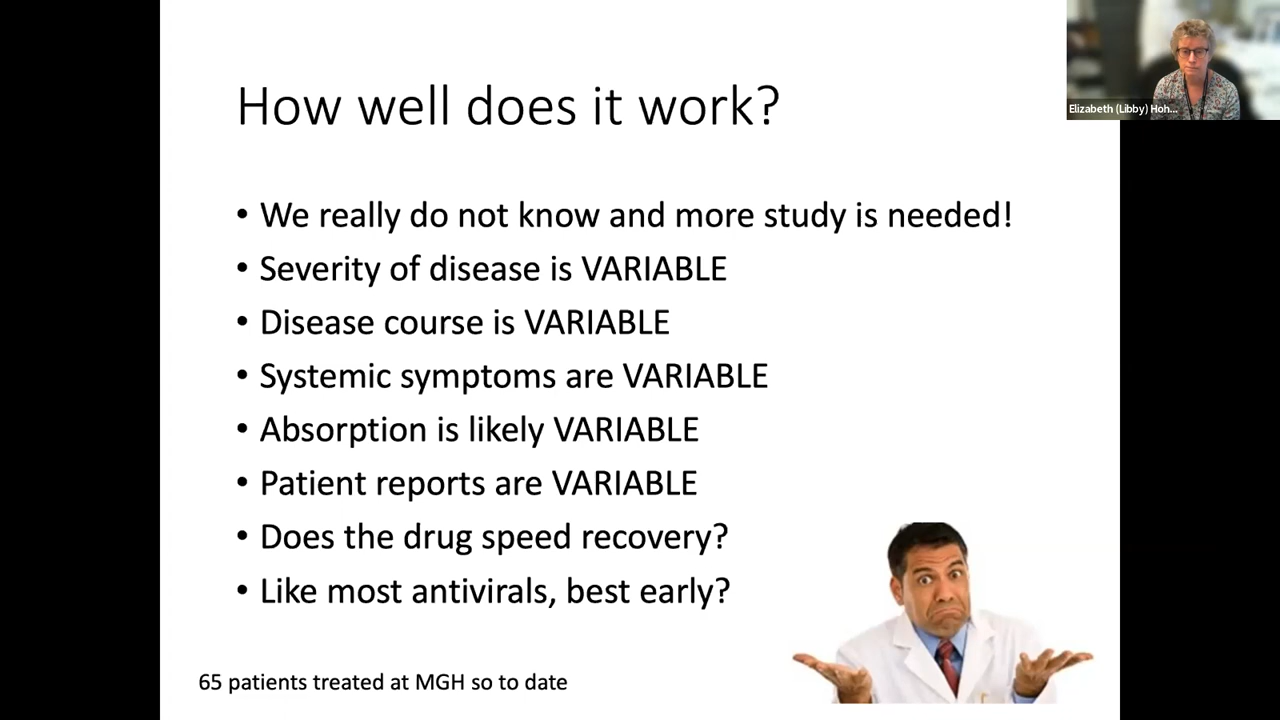 Elizabeth (Libby) Hoh...
How well does it work?
• We really do not know and more study is needed!
• Severity of disease is VARIABLE
• Disease course is VARIABLE
• Systemic symptoms are VARIABLE
• Absorption is likely VARIABLE
• Patient reports are VARIABLE
• Does the drug speed recovery?
• Like most antivirals, best early?
65 patients treated at MGH so to date